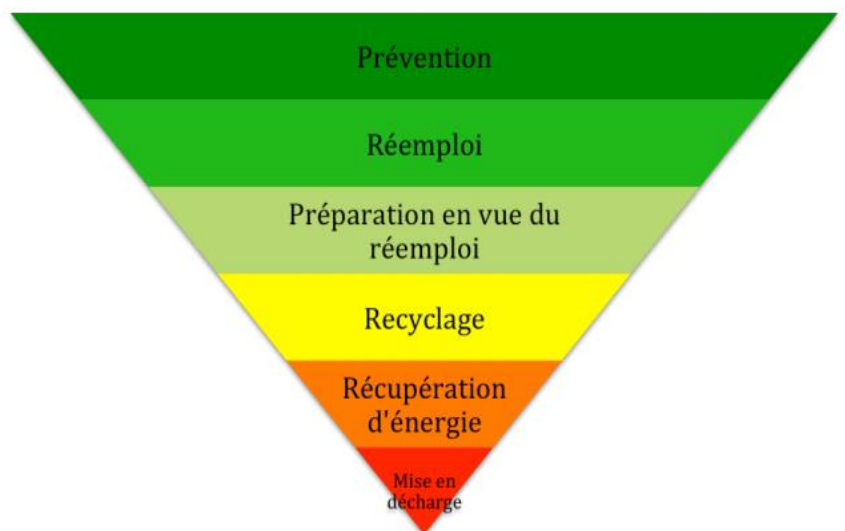 Prévention
Réemploi
Préparation en vue du
réemploi
Recyclage
Récupération
d'énergie
Mise en
décharge